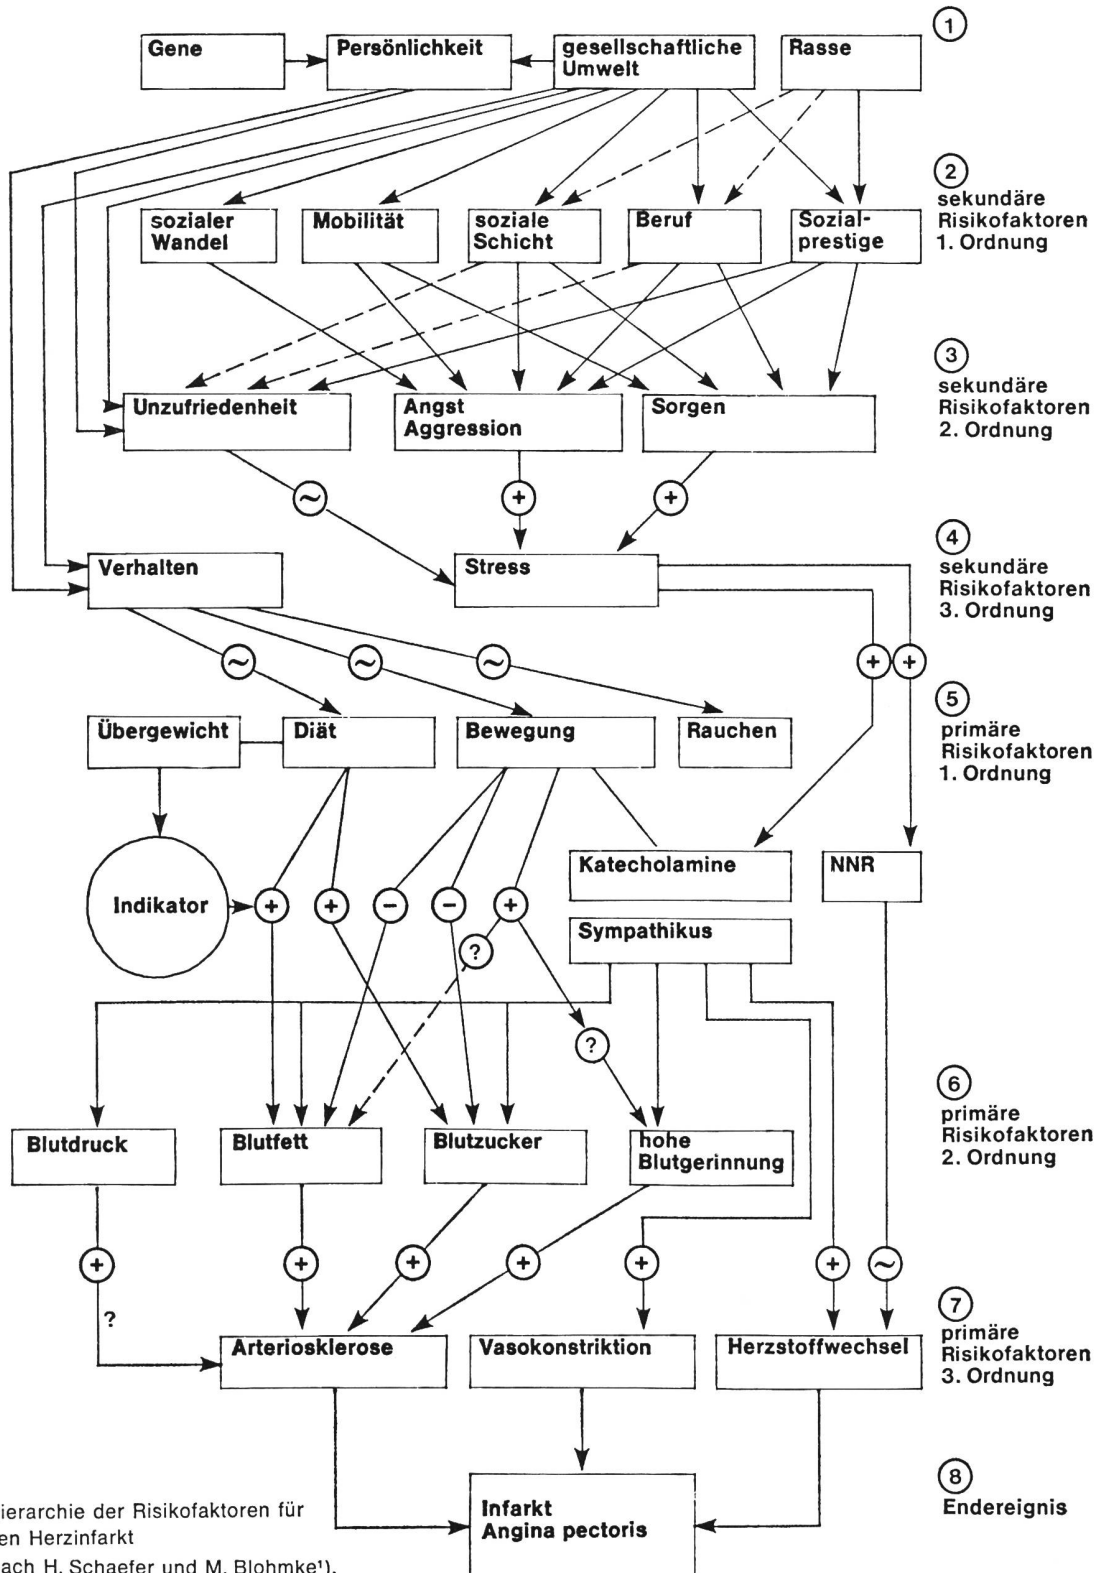 ①
Gene
Persönlichkeit
gesellschaftliche
Umwelt
Rasse
②
sekundäre
Risikofaktoren
1. Ordnung
sozialer
Wandel
Mobilität
soziale
Schicht
Beruf
Sozial-
prestige
③
sekundäre
Risikofaktoren
2. Ordnung
Unzufriedenheit
Angst
Aggression
Sorgen
~
+
+
④
sekundäre
Risikofaktoren
3. Ordnung
Verhalten
Stress
~
~
~
+
+
⑤
primäre
Risikofaktoren
1. Ordnung
Übergewicht
Diät
Bewegung
Rauchen
Katecholamine
NNR
Indikator
+
+
−
−
+
Sympathikus
?
?
⑥
primäre
Risikofaktoren
2. Ordnung
Blutdruck
Blutfett
Blutzucker
hohe
Blutgerinnung
+
+
+
+
+
+
~
?
⑦
primäre
Risikofaktoren
3. Ordnung
Arteriosklerose
Vasokonstriktion
Herzstoffwechsel
⑧
Endereignis
Infarkt
Angina pectoris
ierarchie der Risikofaktoren für
en Herzinfarkt
ach H. Schaefer und M. Blohmke¹).